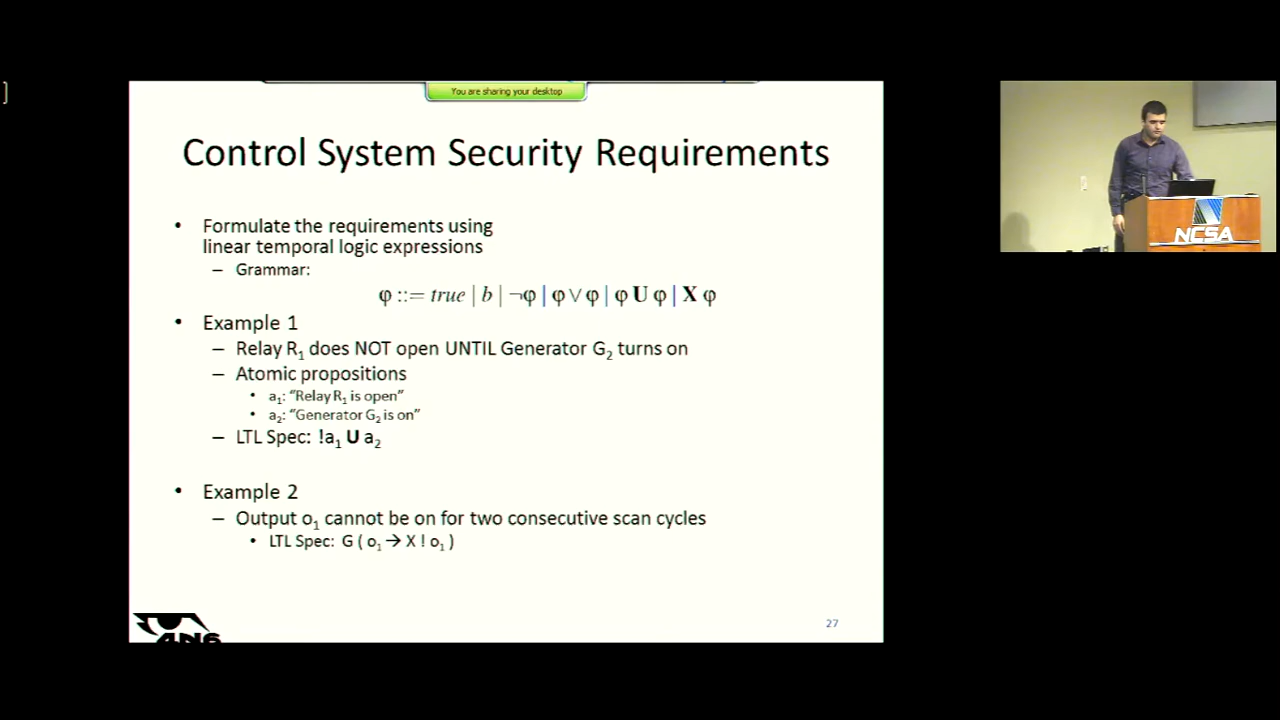 ]
You are sharing your desktop
Control System Security Requirements
• Formulate the requirements using
linear temporal logic expressions
– Grammar:
φ ::= true | b | ¬φ | φ ∨ φ | φ U φ | X φ
• Example 1
– Relay R₁ does NOT open UNTIL Generator G₂ turns on
– Atomic propositions
• a₁: “Relay R₁ is open”
• a₂: “Generator G₂ is on”
– LTL Spec: !a₁ U a₂
• Example 2
– Output o₁ cannot be on for two consecutive scan cycles
• LTL Spec: G ( o₁ → X ! o₁ )
4N6
27
NCSA